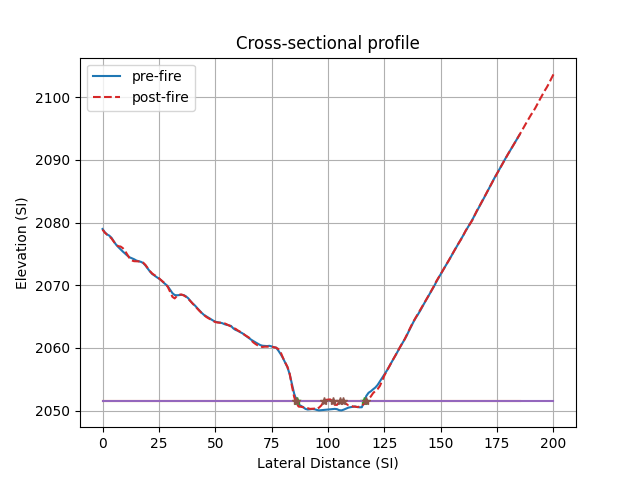 Cross-sectional profile
pre-fire
post-fire
2100
2090
2080
2070
2060
2050
Elevation (SI)
0 25 50 75 100 125 150 175 200
Lateral Distance (SI)